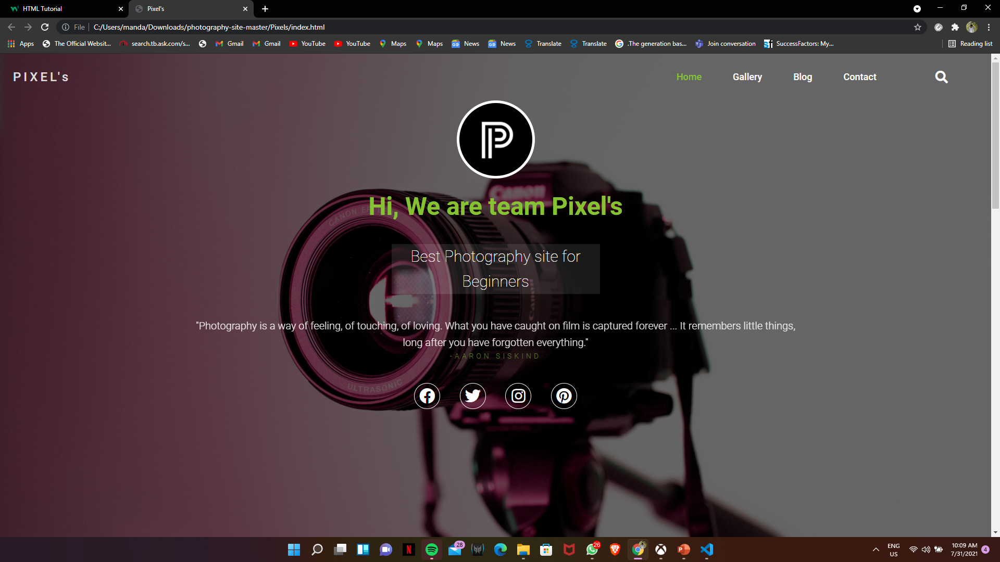 HTML Tutorial
Pixel's
File
C:/Users/manda/Downloads/photography-site-master/Pixels/index.html
Apps
The Official Websit...
search.tb.ask.com/s...
Gmail
Gmail
YouTube
YouTube
Maps
Maps
News
News
Translate
Translate
.The generation bas...
Join conversation
SuccessFactors: My...
Reading list
PIXEL's
Home
Gallery
Blog
Contact
P
Canon
Hi, We are team Pixel's
CANON EF
Best Photography site for
Beginners
Canon
"Photography is a way of feeling, of touching, of loving. What you have caught on film is captured forever ... It remembers little things,
long after you have forgotten everything."
-AARON SISKIND
ULTRASONIC
28
26
ENG
US
10:09 AM
7/31/2021
4